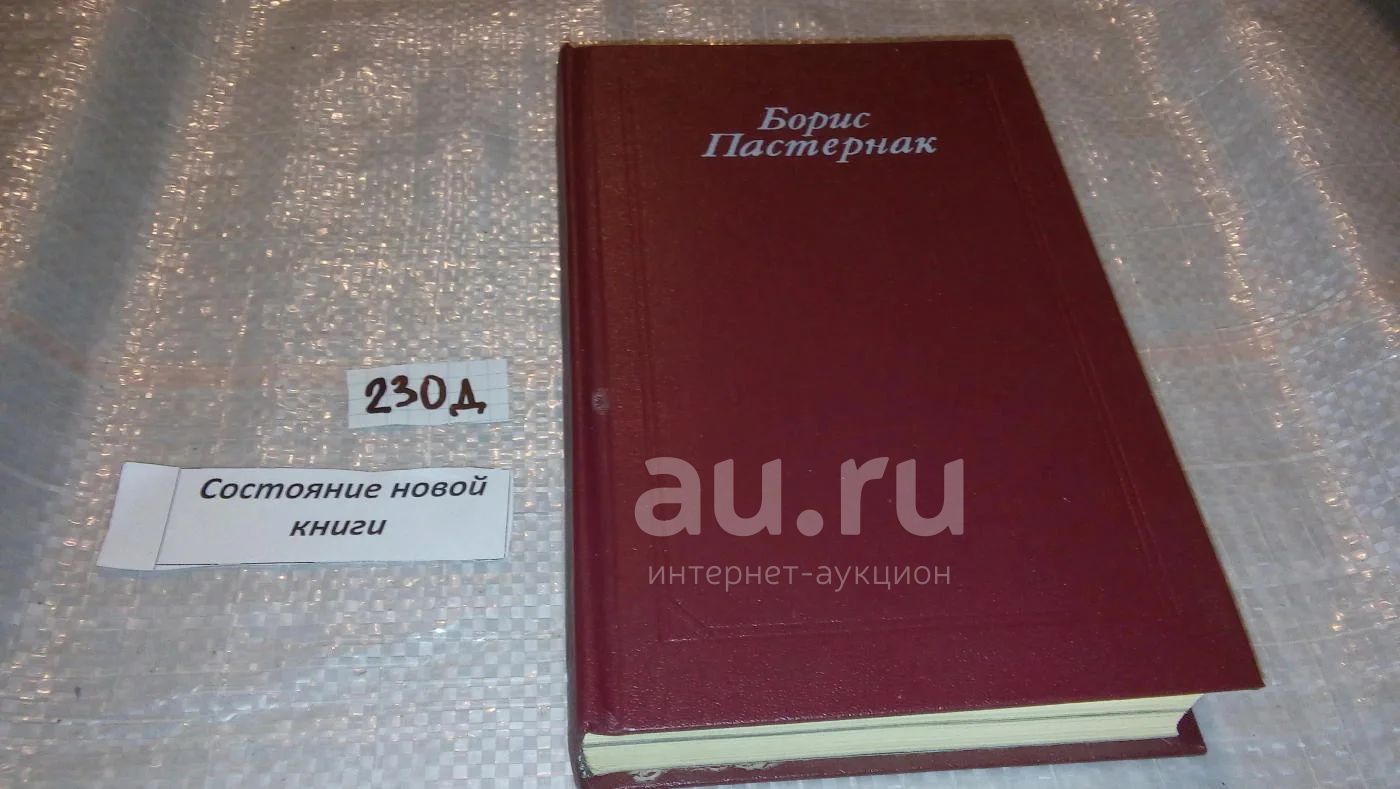 Борис
Пастернак
230Д
Состояние новой
книги
au.ru
интернет-аукцион